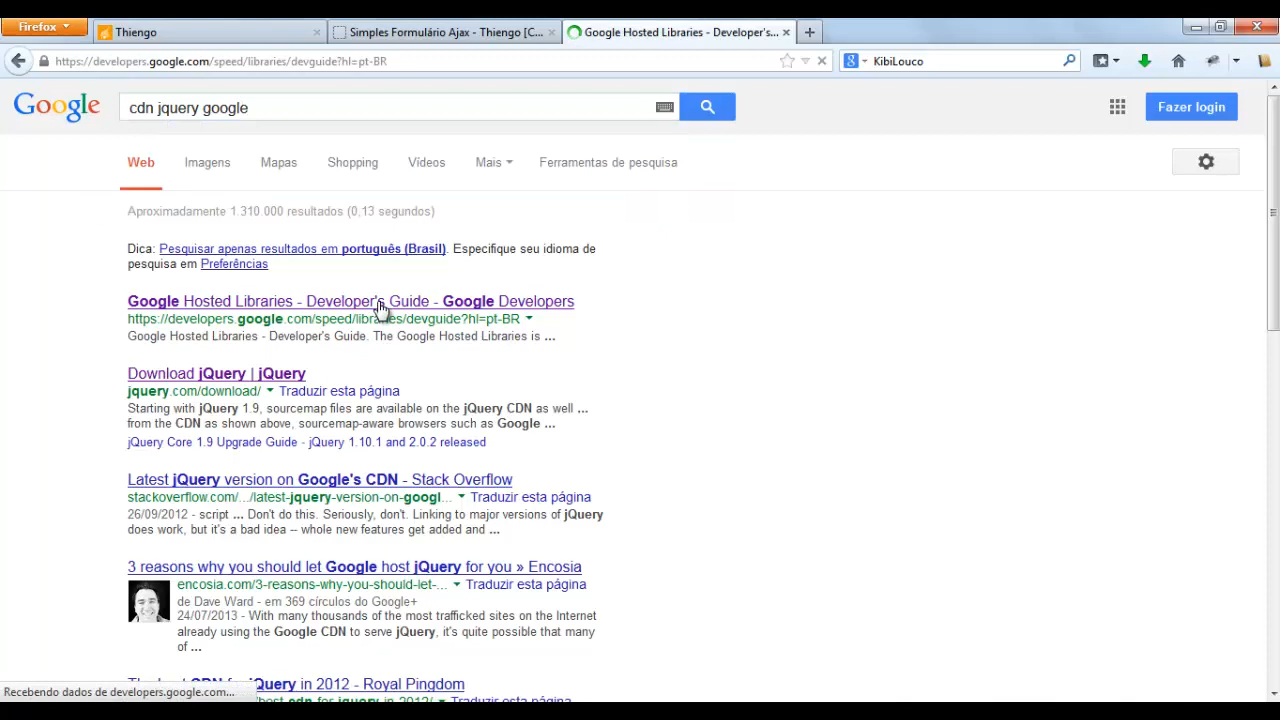 Firefox
Thiengo
Simples Formulário Ajax - Thiengo [C...
Google Hosted Libraries - Developer's...
https://developers.google.com/speed/libraries/devguide?hl=pt-BR
KibiLouco
Google
cdn jquery google
Fazer login
Web
Imagens
Mapas
Shopping
Vídeos
Mais
Ferramentas de pesquisa
Aproximadamente 1.310.000 resultados (0,13 segundos)
Dica: Pesquisar apenas resultados em português (Brasil). Especifique seu idioma de
pesquisa em Preferências
Google Hosted Libraries - Developer's Guide - Google Developers
https://developers.google.com/speed/libraries/devguide?hl=pt-BR
Google Hosted Libraries - Developer's Guide. The Google Hosted Libraries is ...
Download jQuery | jQuery
jquery.com/download/ Traduzir esta página
Starting with jQuery 1.9, sourcemap files are available on the jQuery CDN as well ...
from the CDN as shown above, sourcemap-aware browsers such as Google ...
jQuery Core 1.9 Upgrade Guide - jQuery 1.10.1 and 2.0.2 released
Latest jQuery version on Google's CDN - Stack Overflow
stackoverflow.com/.../latest-jquery-version-on-googl... Traduzir esta página
26/09/2012 - script ... Don't do this. Seriously, don't. Linking to major versions of jQuery
does work, but it's a bad idea -- whole new features get added and ...
3 reasons why you should let Google host jQuery for you » Encosia
encosia.com/3-reasons-why-you-should-let-... Traduzir esta página
de Dave Ward - em 369 círculos do Google+
24/07/2013 - With many thousands of the most trafficked sites on the Internet
already using the Google CDN to serve jQuery, it's quite possible that many
of ...
The best CDN for jQuery in 2012 - Royal Pingdom
best-cdn-for-jquery-in-2012/ Traduzir esta página
Recebendo dados de developers.google.com...